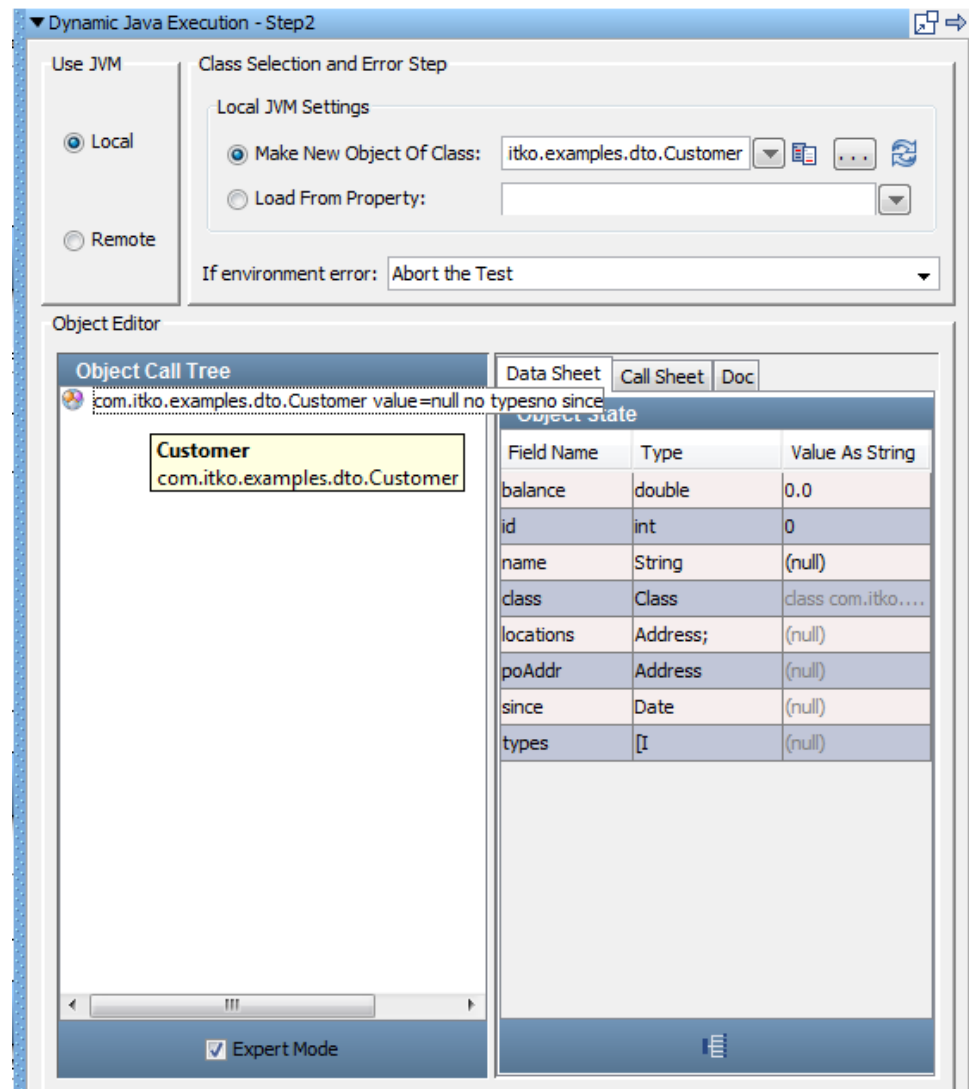 Dynamic Java Execution - Step2
Use JVM
Class Selection and Error Step
Local JVM Settings
Local
Make New Object Of Class: itko.examples.dto.Customer ...
Load From Property:
Remote
If environment error: Abort the Test
Object Editor
Object Call Tree
com.itko.examples.dto.Customer value=null no typesno since
Customer
com.itko.examples.dto.Customer
Data Sheet Call Sheet Doc
Object State
Field Name Type Value As String
balance double 0.0
id int 0
name String (null)
class Class class com.itko....
locations Address; (null)
poAddr Address (null)
since Date (null)
types [I (null)
Expert Mode